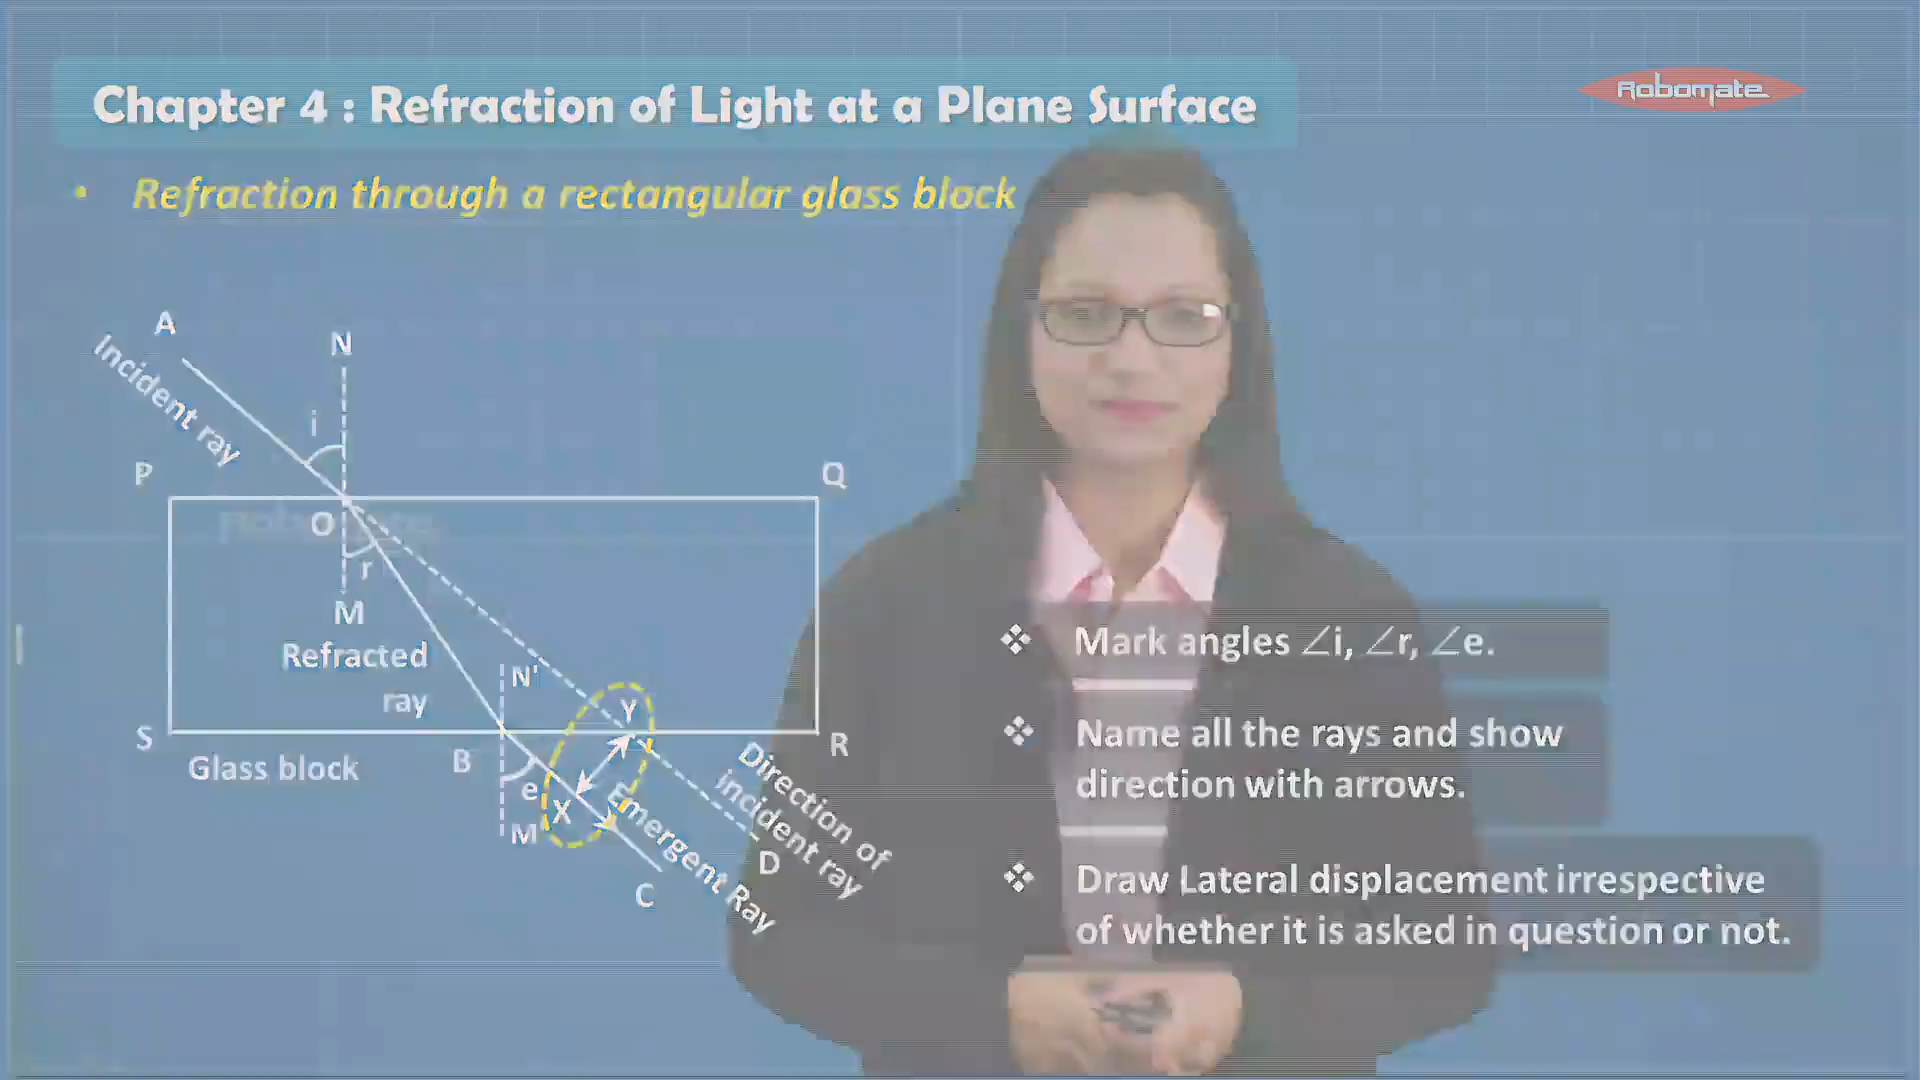 Chapter 4 : Refraction of Light at a Plane Surface
Robomate
• Refraction through a rectangular glass block
A
N
Incident ray
i
P
Q
O
r
M
Refracted
ray
N'
Y
S
B
R
Glass block
e
X
M'
Emergent Ray
Direction of
incident ray
D
C
❖ Mark angles ∠i, ∠r, ∠e.
❖ Name all the rays and show
direction with arrows.
❖ Draw Lateral displacement irrespective
of whether it is asked in question or not.